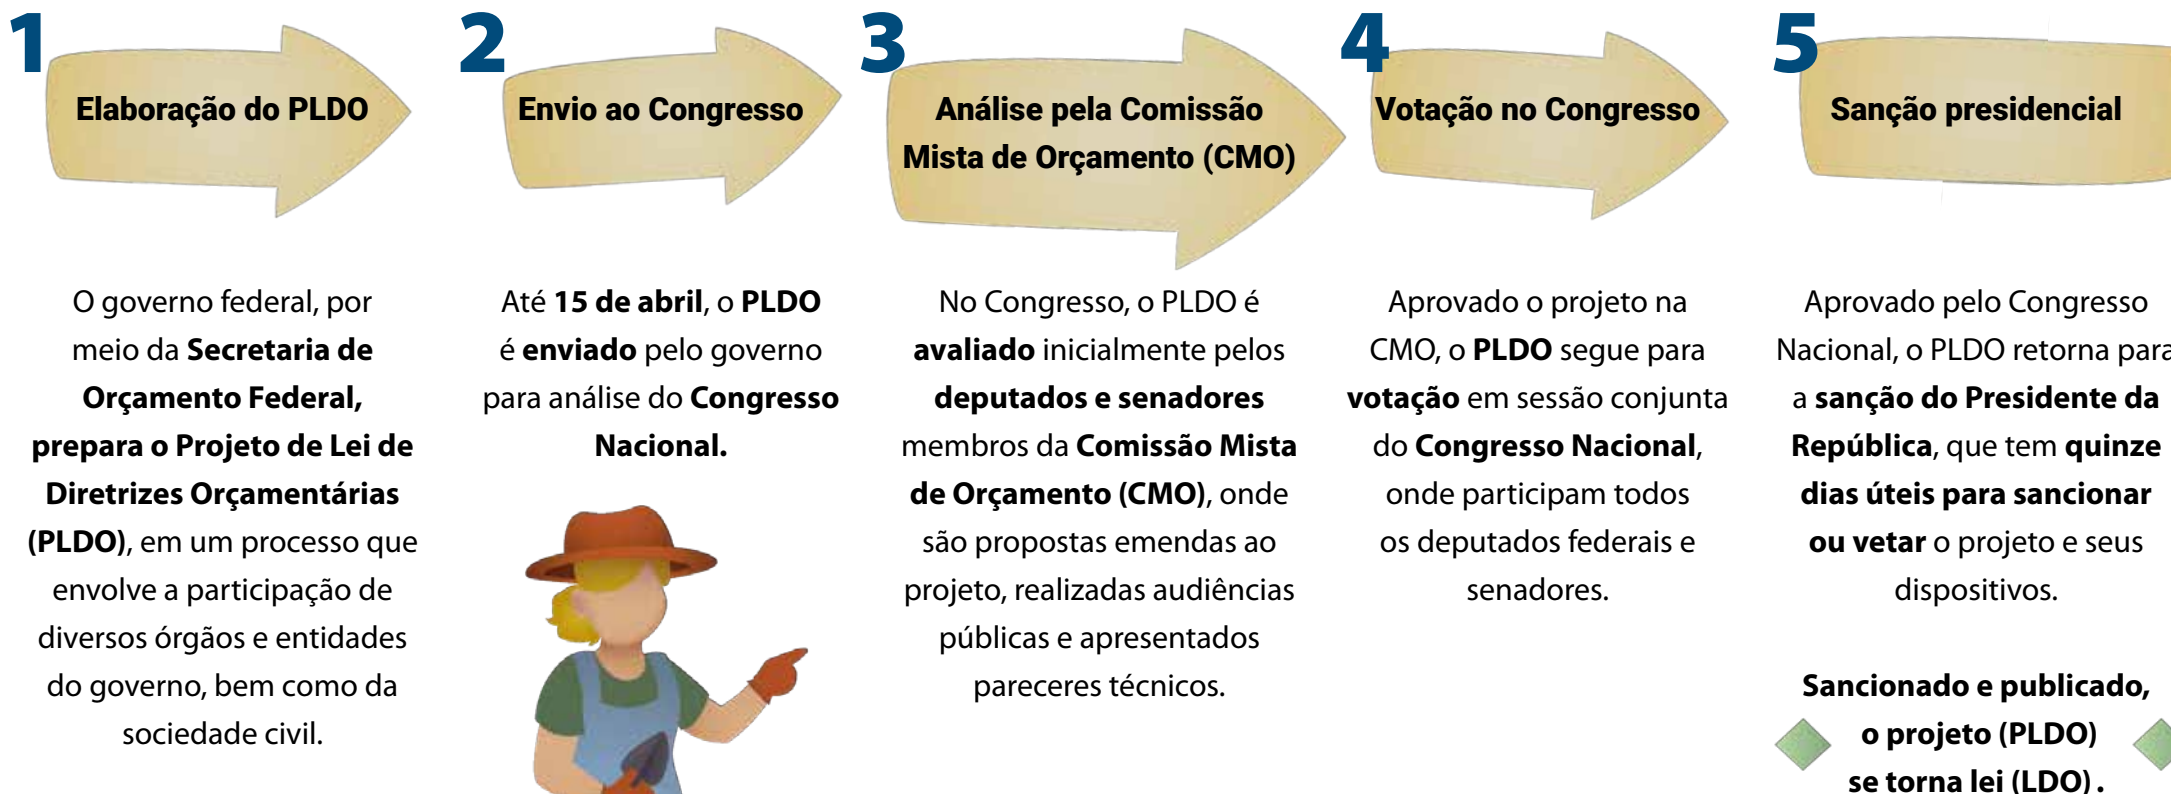 1
Elaboração do PLDO
O governo federal, por
meio da Secretaria de
Orçamento Federal,
prepara o Projeto de Lei de
Diretrizes Orçamentárias
(PLDO), em um processo que
envolve a participação de
diversos órgãos e entidades
do governo, bem como da
sociedade civil.
2
Envio ao Congresso
Até 15 de abril, o PLDO
é enviado pelo governo
para análise do Congresso
Nacional.
3
Análise pela Comissão
Mista de Orçamento (CMO)
No Congresso, o PLDO é
avaliado inicialmente pelos
deputados e senadores
membros da Comissão Mista
de Orçamento (CMO), onde
são propostas emendas ao
projeto, realizadas audiências
públicas e apresentados
pareceres técnicos.
4
Votação no Congresso
Aprovado o projeto na
CMO, o PLDO segue para
votação em sessão conjunta
do Congresso Nacional,
onde participam todos
os deputados federais e
senadores.
5
Sanção presidencial
Aprovado pelo Congresso
Nacional, o PLDO retorna para
a sanção do Presidente da
República, que tem quinze
dias úteis para sancionar
ou vetar o projeto e seus
dispositivos.
Sancionado e publicado,
o projeto (PLDO)
se torna lei (LDO).